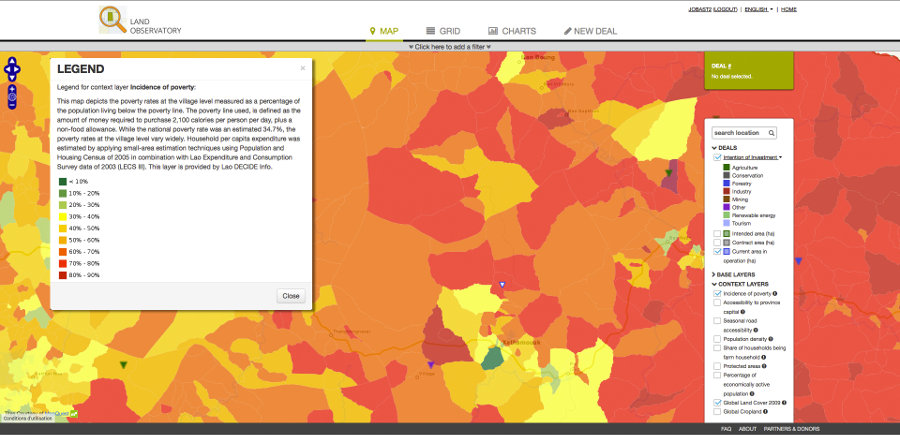 LAND
OBSERVATORY
JOBAST2 (LOGOUT) | ENGLISH | HOME
MAP
GRID
CHARTS
NEW DEAL
Click here to add a filter
LEGEND
×
Legend for context layer Incidence of poverty:
This map depicts the poverty rates at the village level measured as a percentage
of the population living below the poverty line. The poverty line used, is defined as the
amount of money required to purchase 2,100 calories per person per day, plus a
non-food allowance. While the national poverty rate was an estimated 34.7%, the
poverty rates at the village level vary widely. Household per capita expenditure was
estimated by applying small-area estimation techniques using Population and
Housing Census of 2005 in combination with Lao Expenditure and Consumption
Survey data of 2003 (LECS III). This layer is provided by Lao DECIDE Info.
< 10%
10% - 20%
20% - 30%
30% - 40%
40% - 50%
50% - 60%
60% - 70%
70% - 80%
80% - 90%
Close
DEAL #
No deal selected.
search location
DEALS
Intention of Investment
Agriculture
Conservation
Forestry
Industry
Mining
Other
Renewable energy
Tourism
Intended area (ha)
Contract area (ha)
Current area in
operation (ha)
BASE LAYERS
CONTEXT LAYERS
Incidence of poverty
Accessibility to province
capital
Seasonal road
accessibility
Population density
Share of households being
farm household
Protected areas
Percentage of
economically active
population
Global Land Cover 2009
Global Cropland
Village
Tiles Courtesy of MapQuest
Conditions d'utilisation
FAQ ABOUT PARTNERS & DONORS